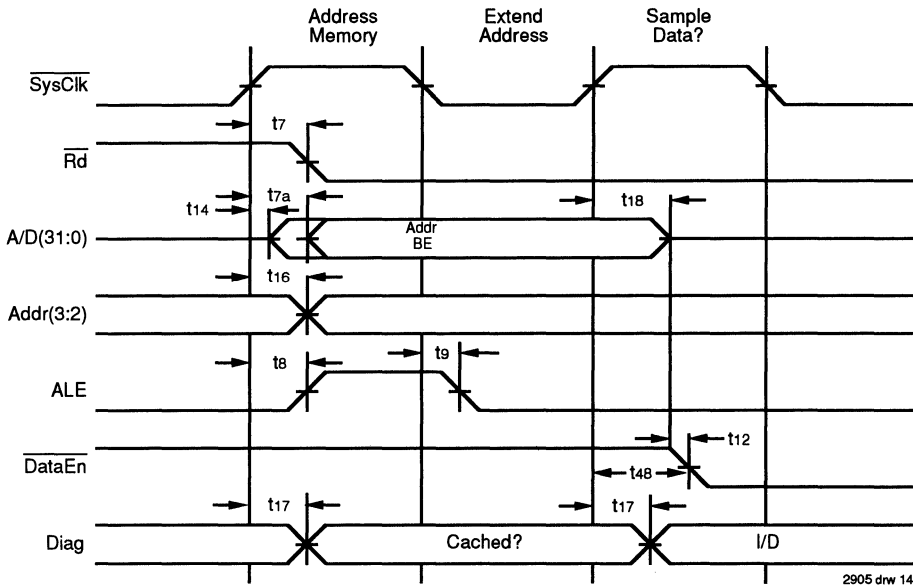 Address
Memory
Extend
Address
Sample
Data?
SysClk
t7
Rd
t7a
t14
t18
A/D(31:0)
Addr
BE
t16
Addr(3:2)
t8
t9
ALE
t12
DataEn
t48
t17
t17
Diag
Cached?
I/D
2905 drw 14